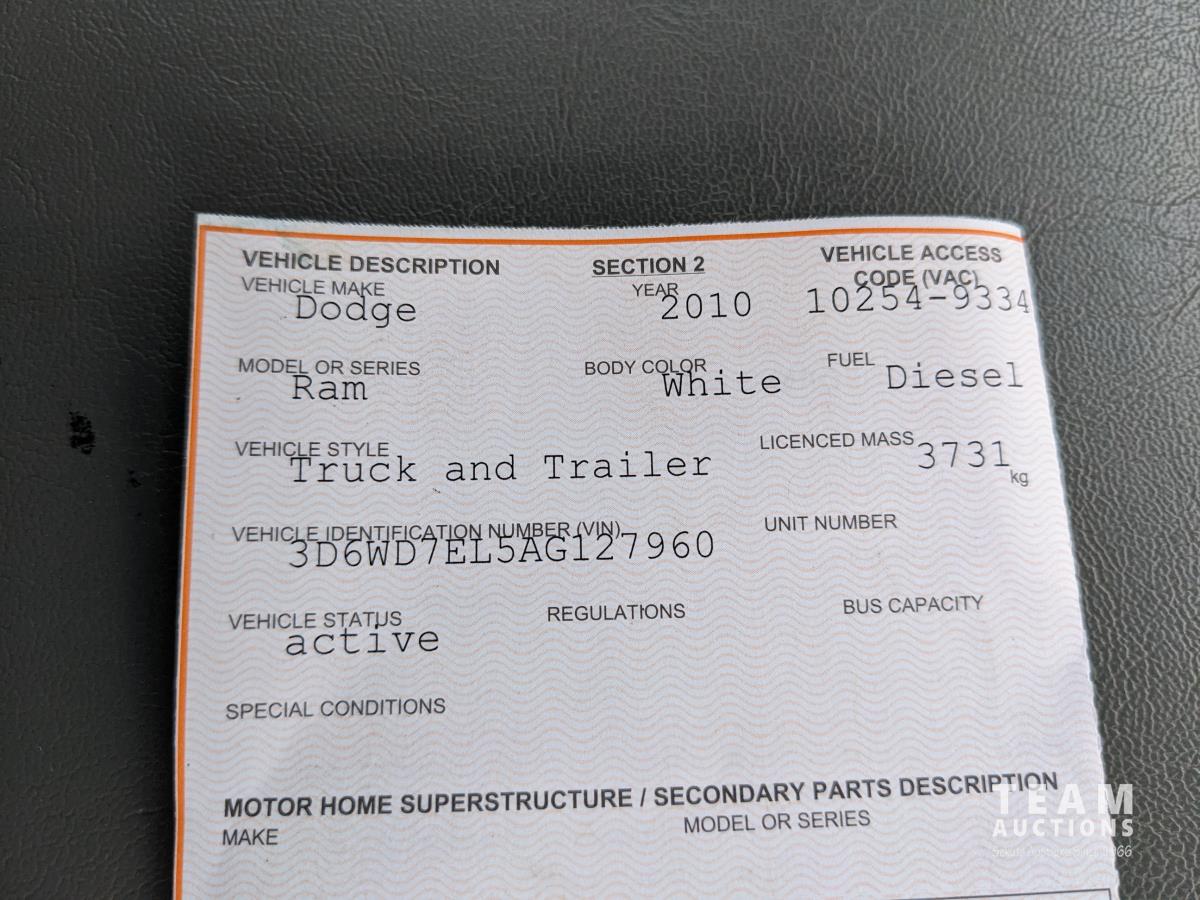 VEHICLE DESCRIPTION SECTION 2 VEHICLE ACCESS CODE (VAC)
VEHICLE MAKE YEAR
Dodge 2010 10254-9334
MODEL OR SERIES BODY COLOR FUEL
Ram White Diesel
VEHICLE STYLE LICENCED MASS
Truck and Trailer 3731 kg
VEHICLE IDENTIFICATION NUMBER (VIN) UNIT NUMBER
3D6WD7EL5AG127960
VEHICLE STATUS REGULATIONS BUS CAPACITY
active
SPECIAL CONDITIONS
MOTOR HOME SUPERSTRUCTURE / SECONDARY PARTS DESCRIPTION
MAKE MODEL OR SERIES
TEAM
AUCTIONS